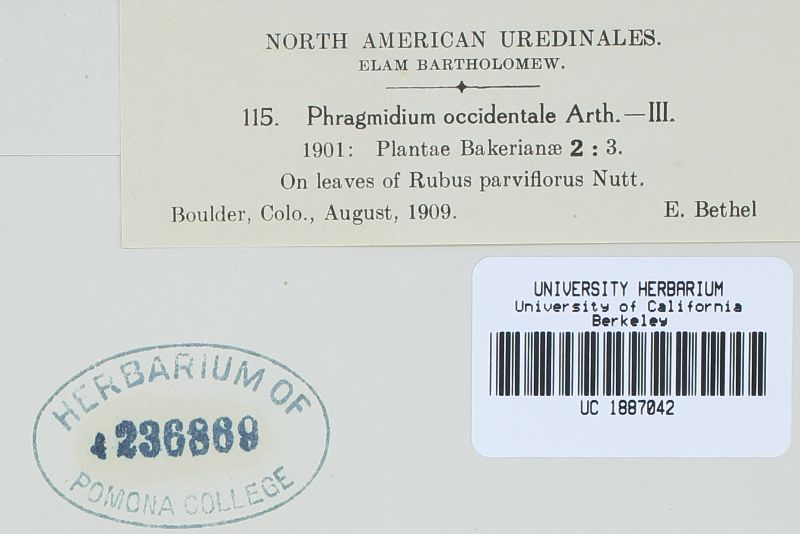 NORTH AMERICAN UREDINALES.
ELAM BARTHOLOMEW.
115. Phragmidium occidentale Arth.—III.
1901: Plantae Bakerianæ 2 : 3.
On leaves of Rubus parviflorus Nutt.
Boulder, Colo., August, 1909. E. Bethel
UNIVERSITY HERBARIUM
University of California
Berkeley
UC 1887042
HERBARIUM OF
236869
POMONA COLLEGE